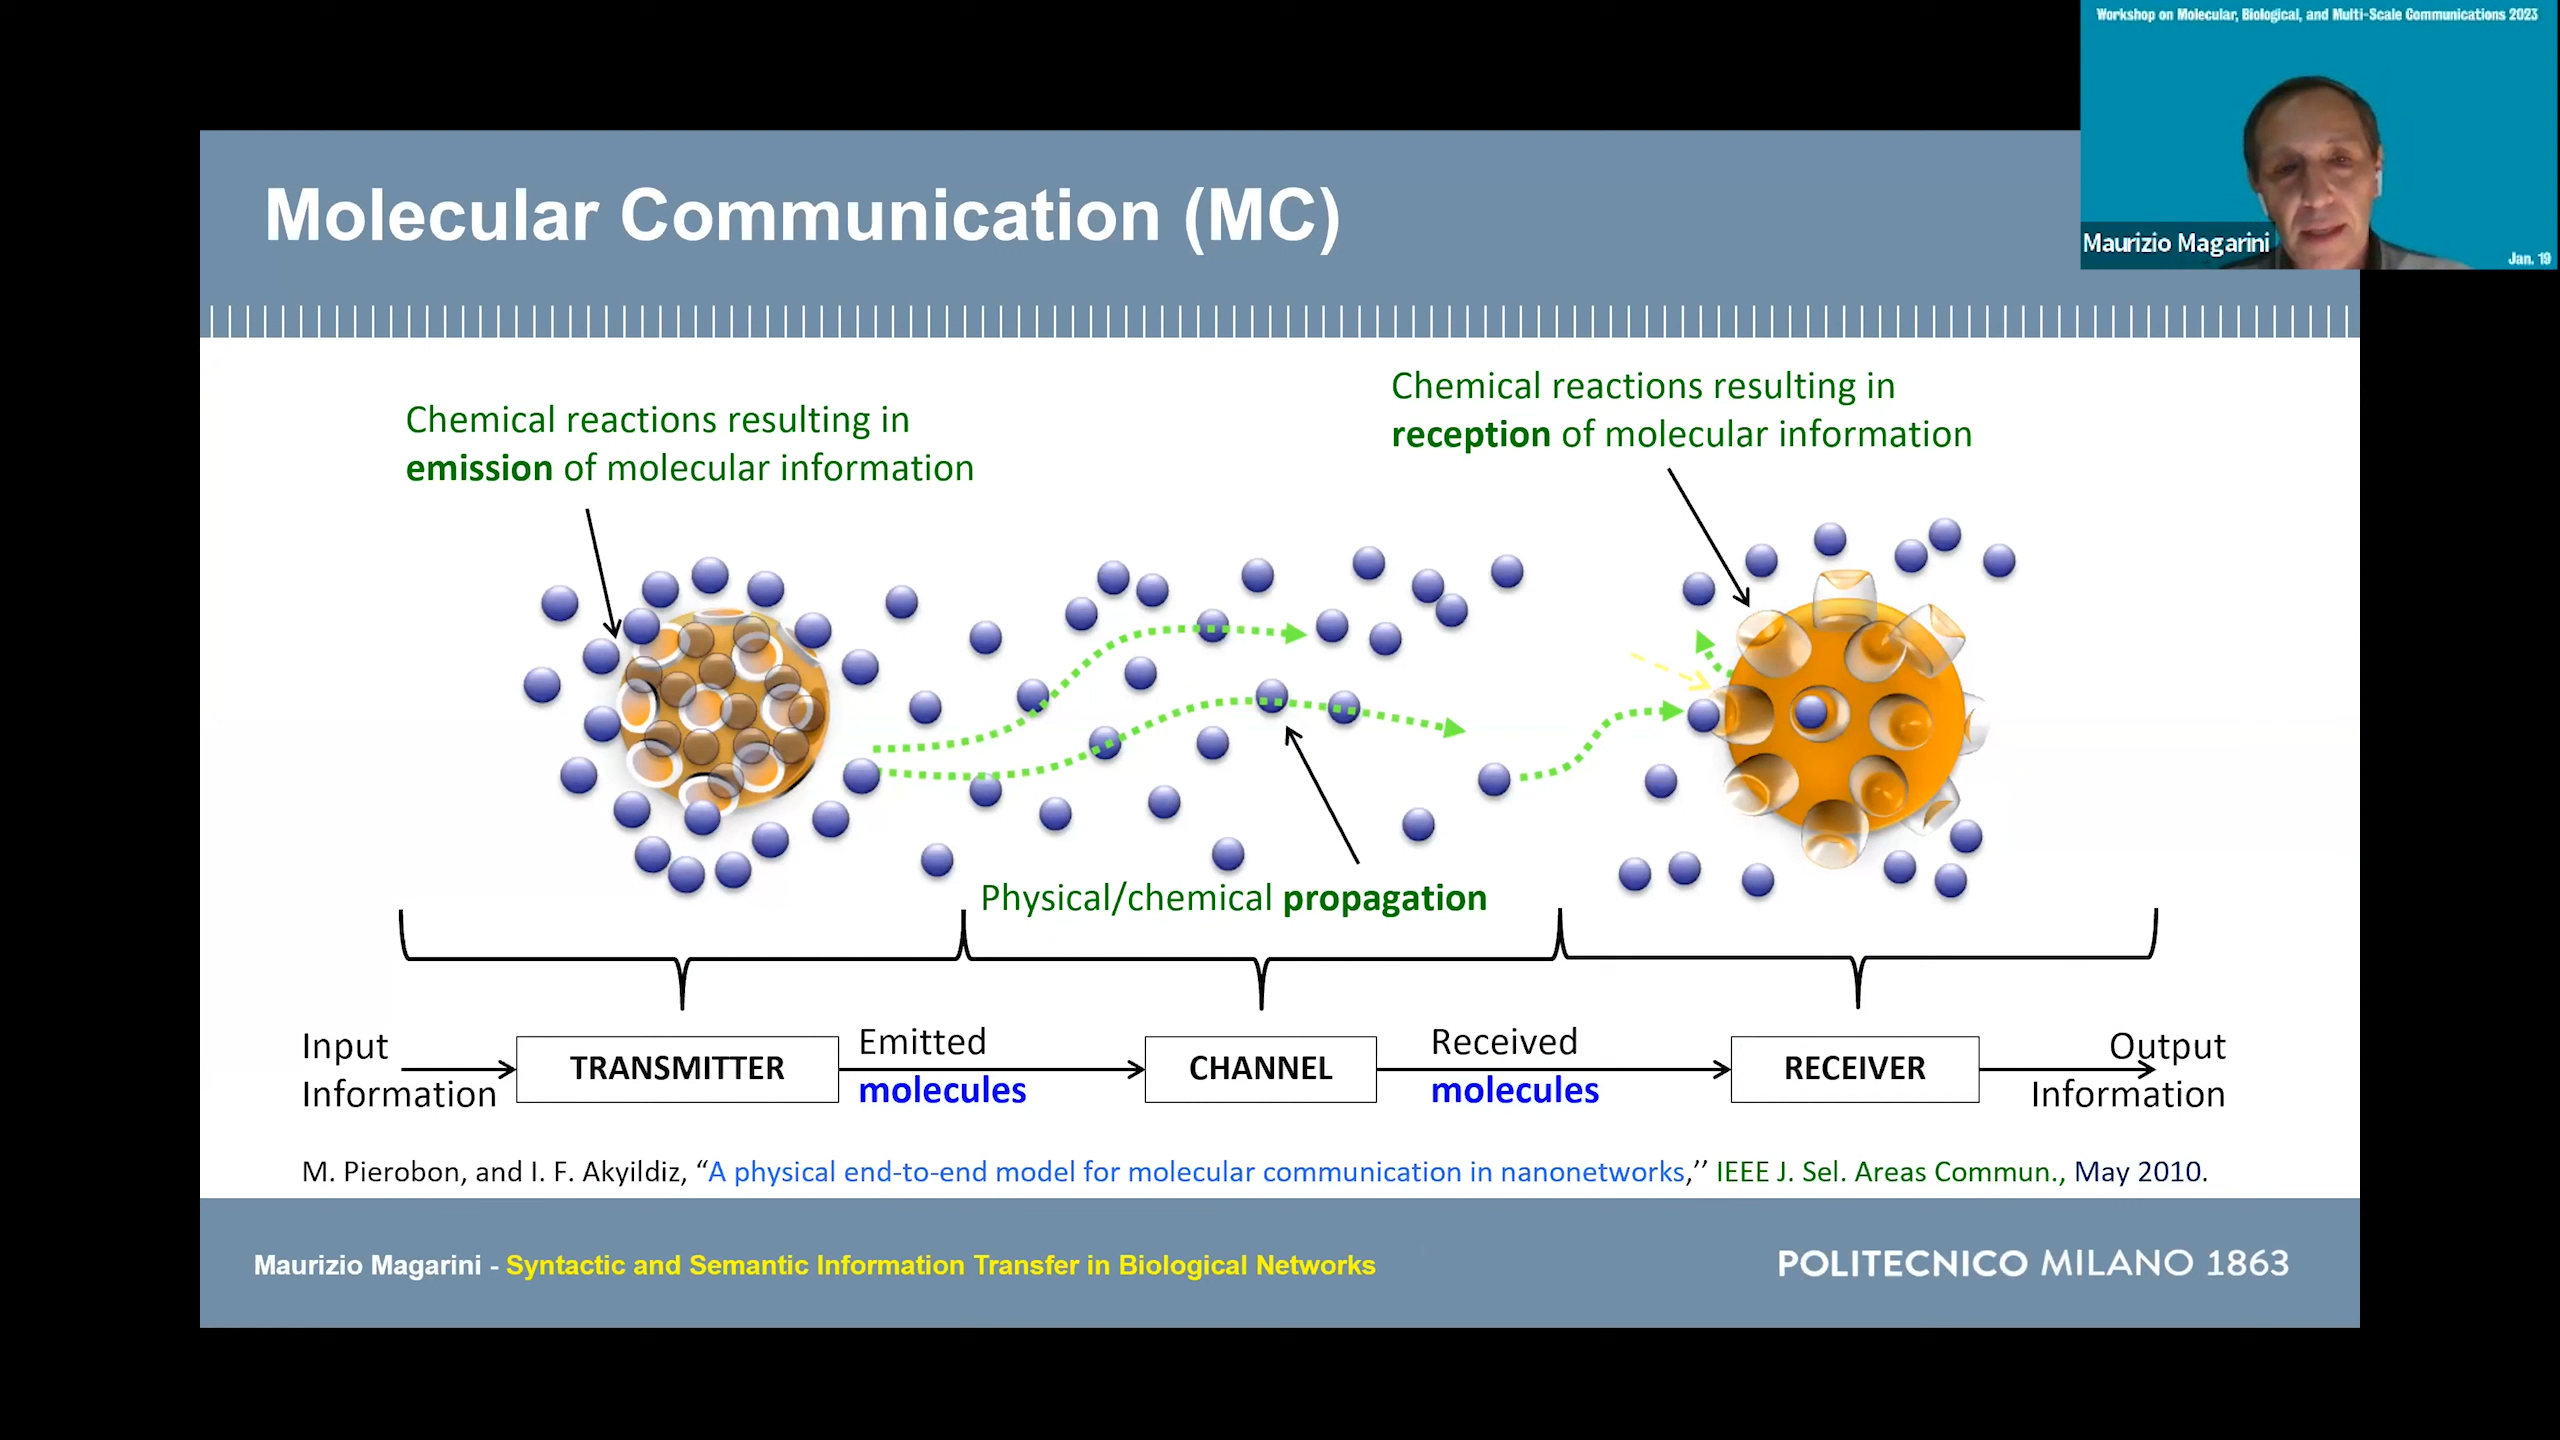 Workshop on Molecular, Biological, and Multi-Scale Communications 2023
Maurizio Magarini
Jan. 19
Molecular Communication (MC)
Chemical reactions resulting in
emission of molecular information
Chemical reactions resulting in
reception of molecular information
Physical/chemical propagation
Input
Information
TRANSMITTER
Emitted
molecules
CHANNEL
Received
molecules
RECEIVER
Output
Information
M. Pierobon, and I. F. Akyildiz, “A physical end-to-end model for molecular communication in nanonetworks,’’ IEEE J. Sel. Areas Commun., May 2010.
Maurizio Magarini - Syntactic and Semantic Information Transfer in Biological Networks
POLITECNICO MILANO 1863